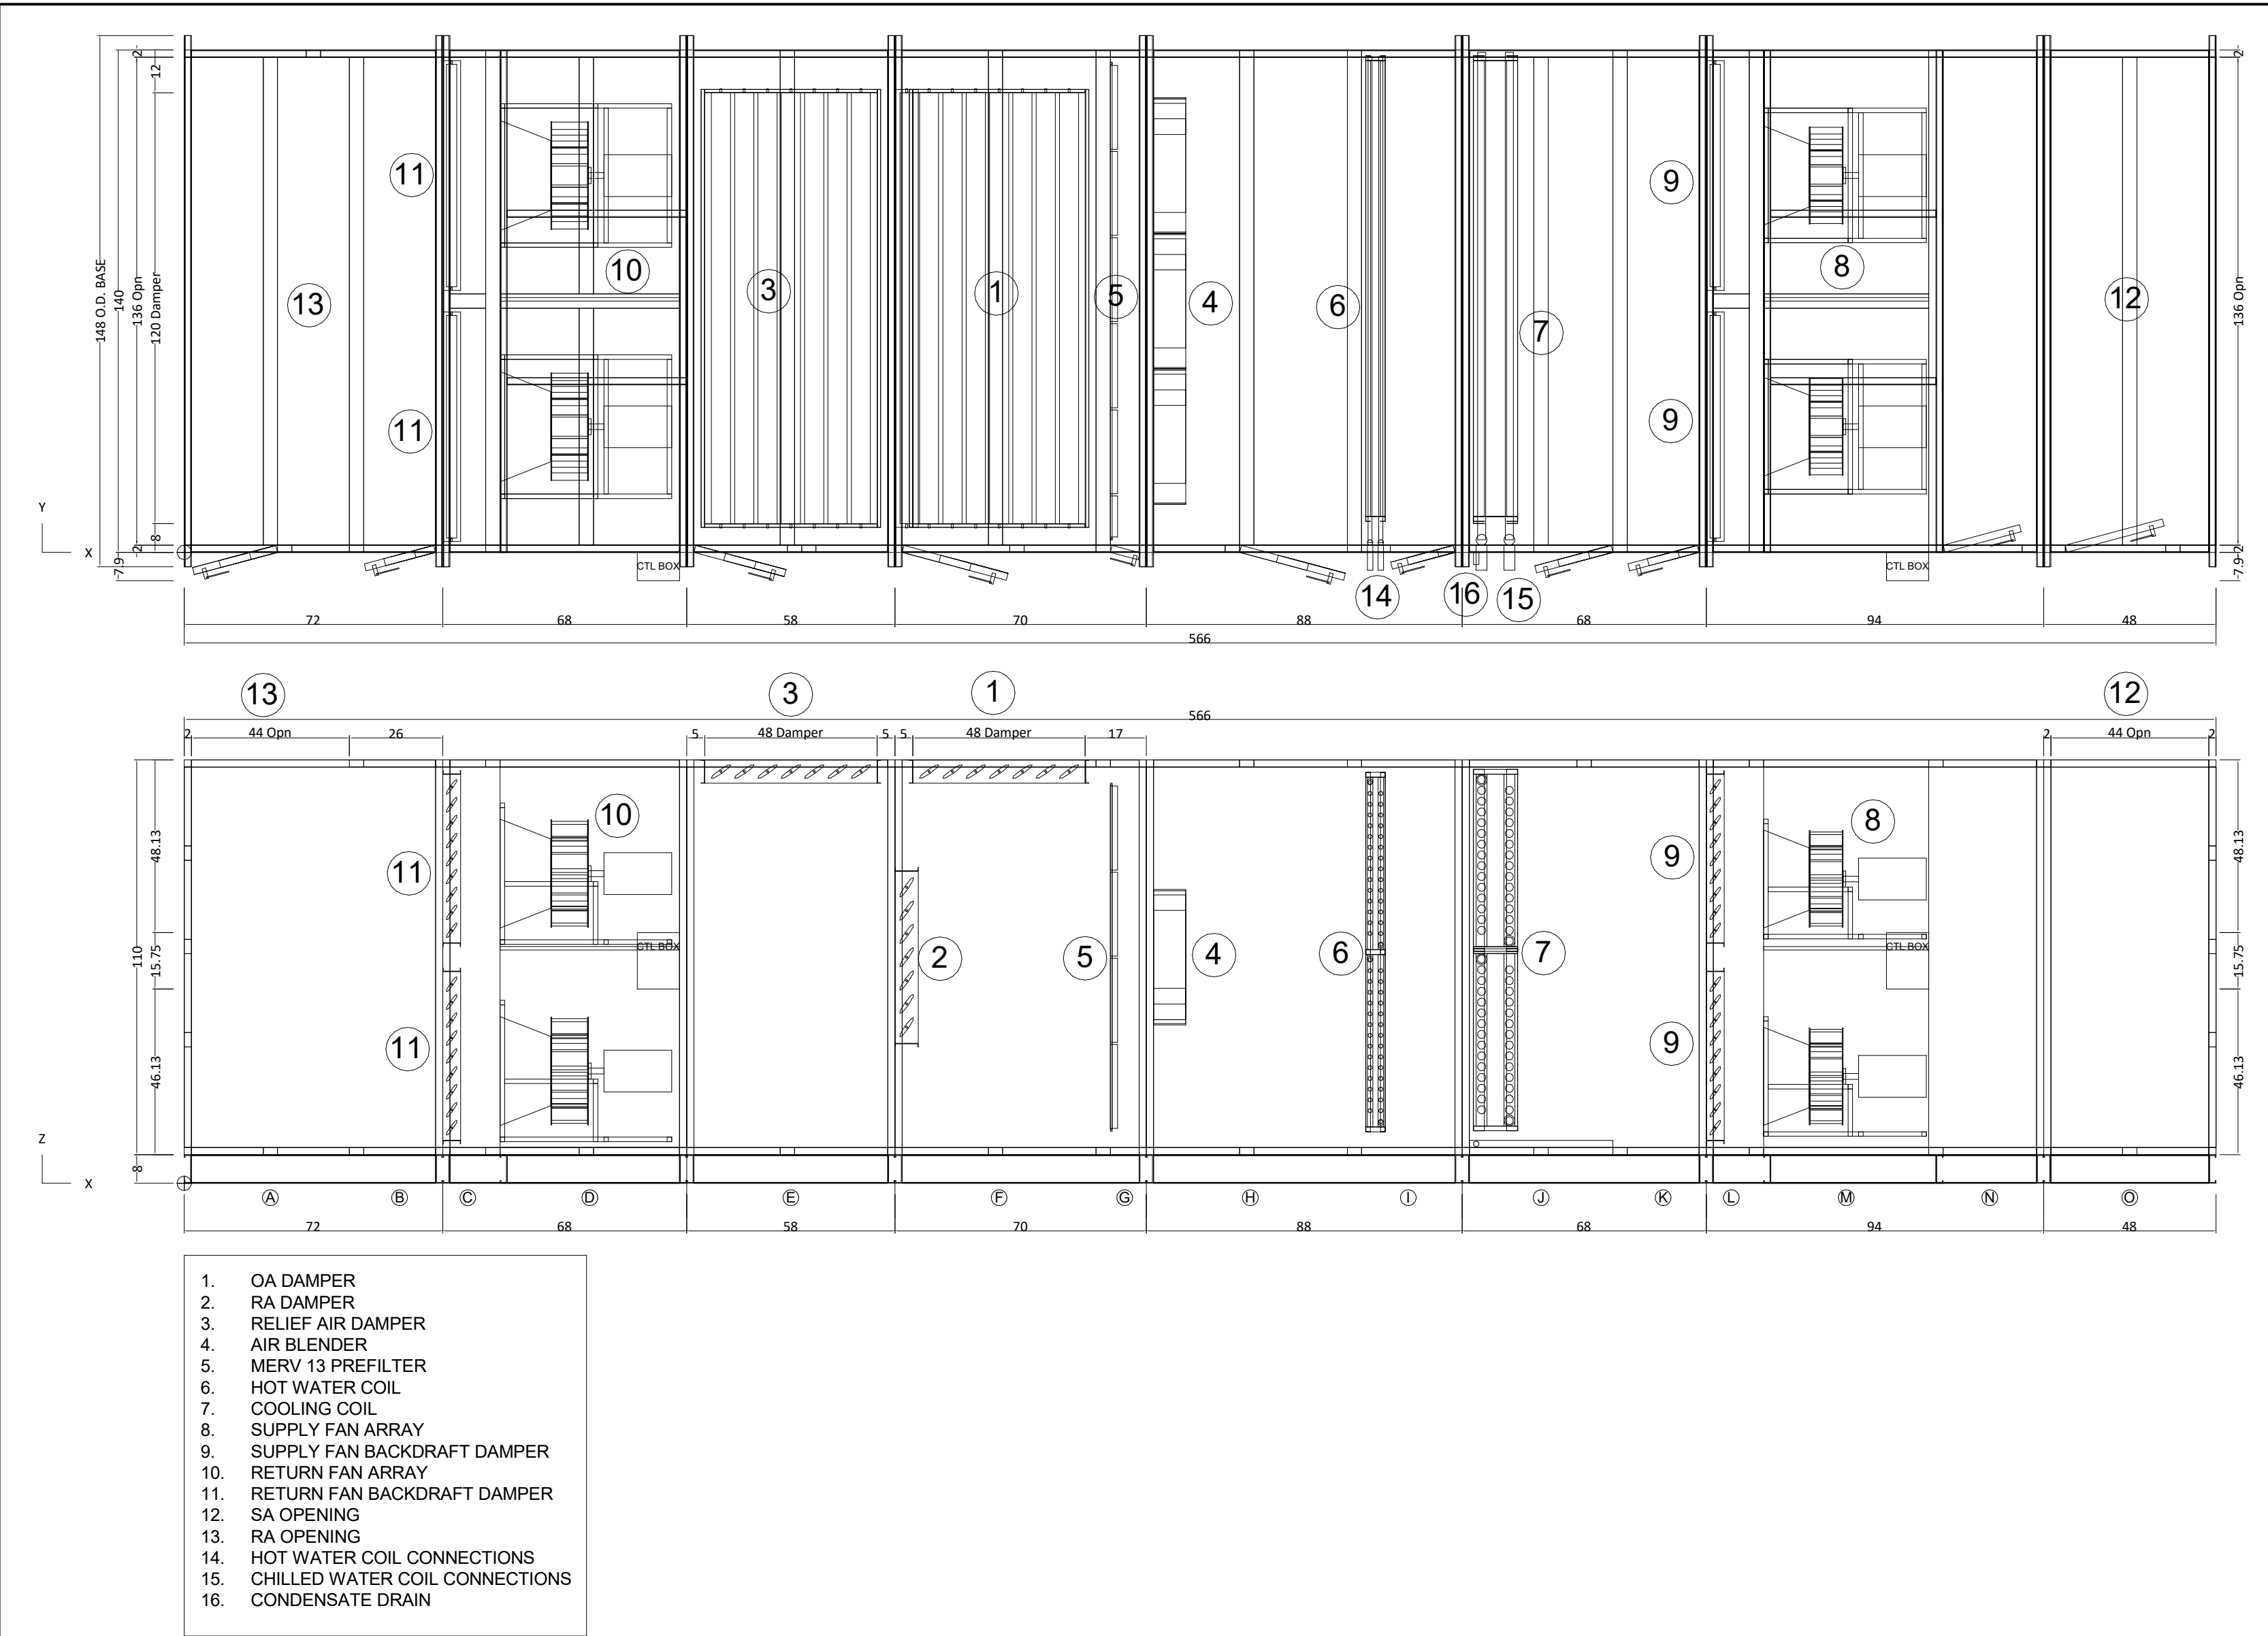 2
12
148 O.D. BASE
140
136 Opn
120 Damper
8
2
7.9
2
136 Opn
2
7.9
11
11
13
10
3
1
5
4
6
7
9
9
8
12
Y
X
CTL BOX
CTL BOX
14
16
15
72
68
58
70
88
68
94
48
566
13
3
1
12
566
2
44 Opn
26
5
48 Damper
5
5
48 Damper
17
2
44 Opn
2
48.13
110
15.75
46.13
8
48.13
15.75
46.13
11
11
10
CTL BOX
2
5
4
6
7
9
9
8
CTL BOX
Z
X
A
B
C
D
E
F
G
H
I
J
K
L
M
N
O
72
68
58
70
88
68
94
48
1. OA DAMPER
2. RA DAMPER
3. RELIEF AIR DAMPER
4. AIR BLENDER
5. MERV 13 PREFILTER
6. HOT WATER COIL
7. COOLING COIL
8. SUPPLY FAN ARRAY
9. SUPPLY FAN BACKDRAFT DAMPER
10. RETURN FAN ARRAY
11. RETURN FAN BACKDRAFT DAMPER
12. SA OPENING
13. RA OPENING
14. HOT WATER COIL CONNECTIONS
15. CHILLED WATER COIL CONNECTIONS
16. CONDENSATE DRAIN